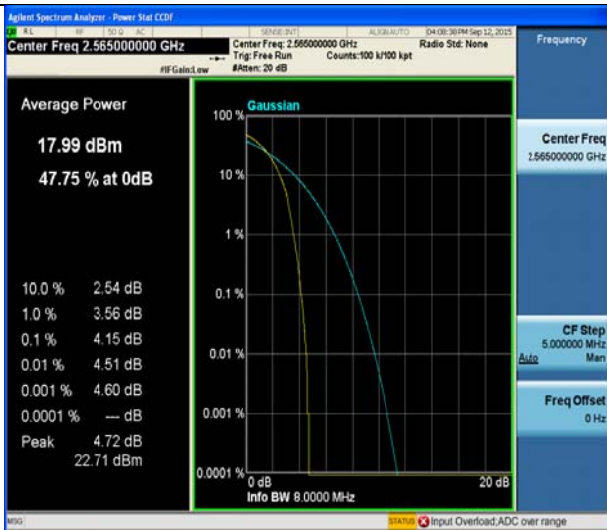 Agilent Spectrum Analyzer - Power Stat CCDF
RL RF 50 Ω AC SENSE:INT ALIGNAUTO 04:08:38 PM Sep 12, 2015
Center Freq 2.565000000 GHz
Center Freq: 2.565000000 GHz Radio Std: None
Trig: Free Run Counts:100 k/100 kpt
#IFGain:Low #Atten: 20 dB
Frequency
Average Power
17.99 dBm
47.75 % at 0dB
10.0 % 2.54 dB
1.0 % 3.56 dB
0.1 % 4.15 dB
0.01 % 4.51 dB
0.001 % 4.60 dB
0.0001 % --- dB
Peak 4.72 dB
22.71 dBm
Gaussian
100 %
10 %
1 %
0.1 %
0.01 %
0.001 %
0.0001 %
0 dB 20 dB
Info BW 8.0000 MHz
Center Freq
2.565000000 GHz
CF Step
5.000000 MHz
Auto Man
Freq Offset
0 Hz
MSG STATUS Input Overload;ADC over range